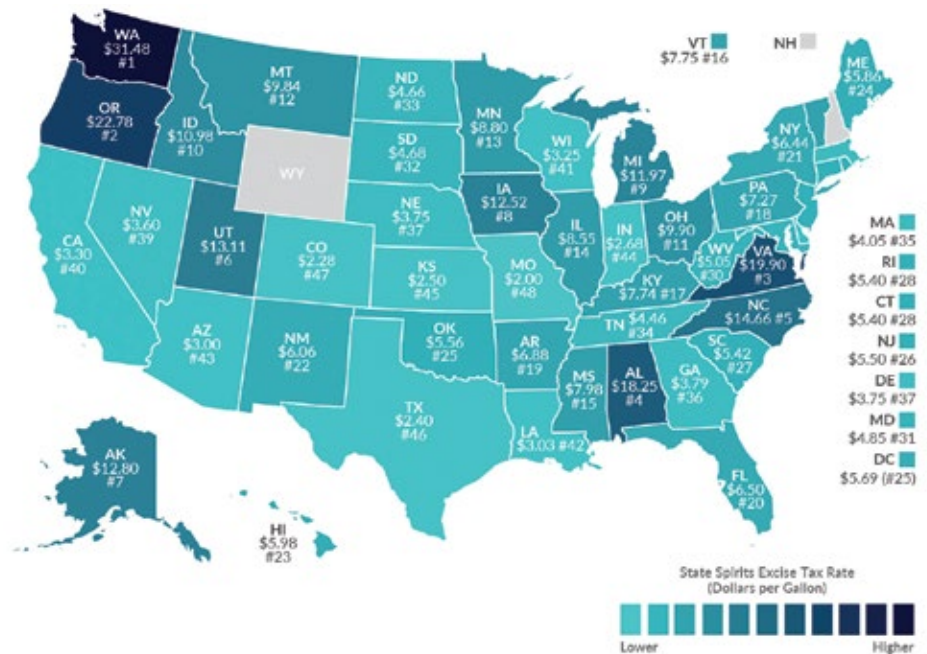 WA
$31.48
#1
OR
$22.78
#2
ID
$10.98
#10
MT
$9.84
#12
WY
ND
$4.66
#33
SD
$4.68
#32
NE
$3.75
#37
MN
$8.80
#13
WI
$3.25
#41
IA
$12.52
#8
MI
$11.97
#9
VT
$7.75 #16
NH
ME
$5.86
#24
NY
$6.44
#21
PA
$7.27
#18
CA
$3.30
#40
NV
$3.60
#39
UT
$13.11
#6
CO
$2.28
#47
KS
$2.50
#45
MO
$2.00
#48
IL
$8.55
#14
IN
$2.68
#44
OH
$9.90
#11
WV
$5.05
#30
VA
$19.90
#3
KY
$7.74 #17
NC
$14.66 #5
TN $4.46
#34
SC
$5.42
#27
AZ
$3.00
#43
NM
$6.06
#22
OK
$5.56
#25
AR
$6.88
#19
MS
$7.98
#15
AL
$18.25
#4
GA
$3.79
#36
TX
$2.40
#46
LA
$3.03 #42
FL
$6.50
#20
AK
$12.80
#7
HI
$5.98
#23
MA
$4.05 #35
RI
$5.40 #28
CT
$5.40 #28
NJ
$5.50 #26
DE
$3.75 #37
MD
$4.85 #31
DC
$5.69 (#25)
State Spirits Excise Tax Rate
(Dollars per Gallon)
Lower Higher